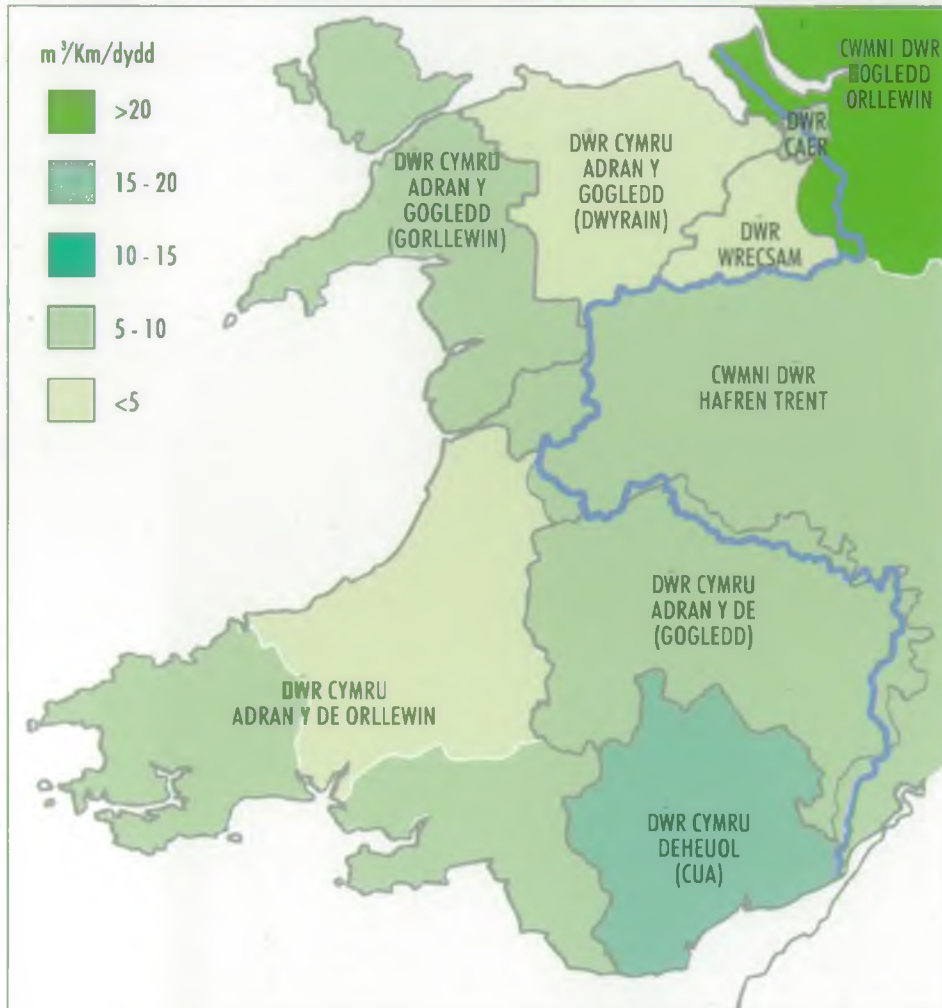 m³/Km/dydd
>20
15 - 20
10 - 15
5 - 10
<5
CWMNI DWR
GOGLEDD
ORLLEWIN
DWR
CAER
DWR CYMRU
ADRAN Y
GOGLEDD
(GORLLEWIN)
DWR CYMRU
ADRAN Y
GOGLEDD
(DWYRAIN)
DWR
WRECSAM
CWMNI DWR
HAFREN TRENT
DWR CYMRU
ADRAN Y DE
(GOGLEDD)
DWR CYMRU
ADRAN Y DE ORLLEWIN
DWR CYMRU
DEHEUOL
(CUA)